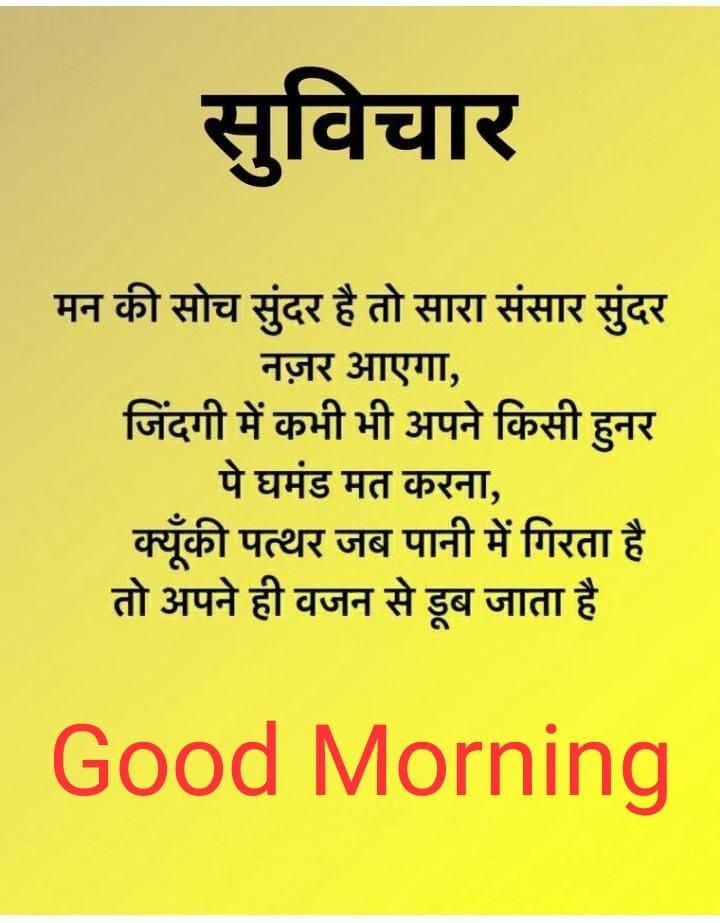 सुविचार
मन की सोच सुंदर है तो सारा संसार सुंदर
नज़र आएगा,
जिंदगी में कभी भी अपने किसी हुनर
पे घमंड मत करना,
क्यूँकी पत्थर जब पानी में गिरता है
तो अपने ही वजन से डूब जाता है
Good Morning